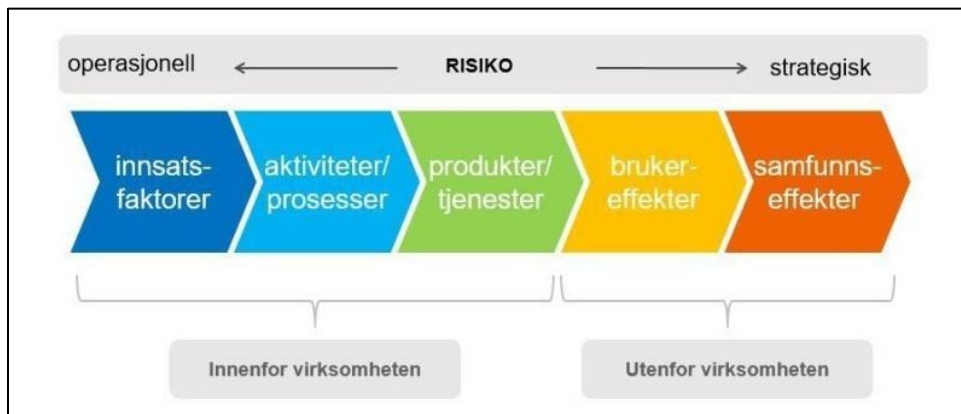 operasjonell RISIKO strategisk
innsats-
faktorer
aktiviteter/
prosesser
produkter/
tjenester
bruker-
effekter
samfunns-
effekter
Innenfor virksomheten
Utenfor virksomheten